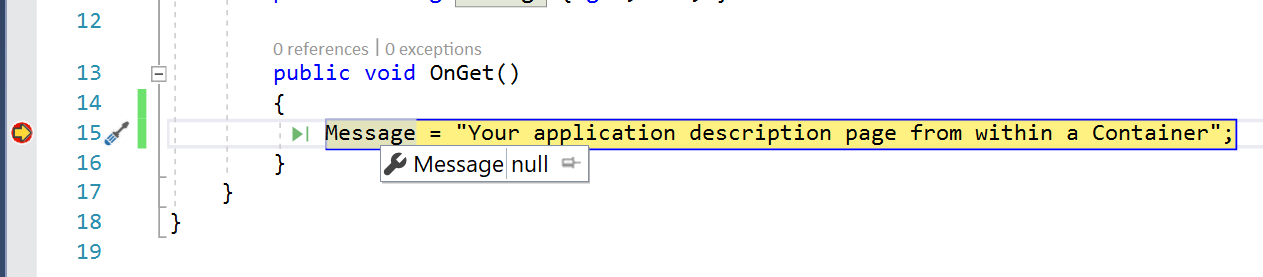 12
0 references | 0 exceptions
13 public void OnGet()
14 {
15 Message = "Your application description page from within a Container";
16 }
Message null
17 }
18 }
19